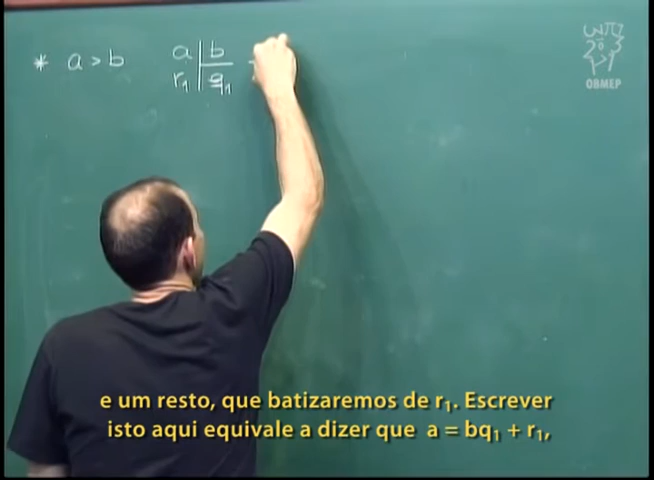 * a > b
a | b
r₁ | q₁
OBMEP
e um resto, que batizaremos de r₁. Escrever
isto aqui equivale a dizer que a = bq₁ + r₁,